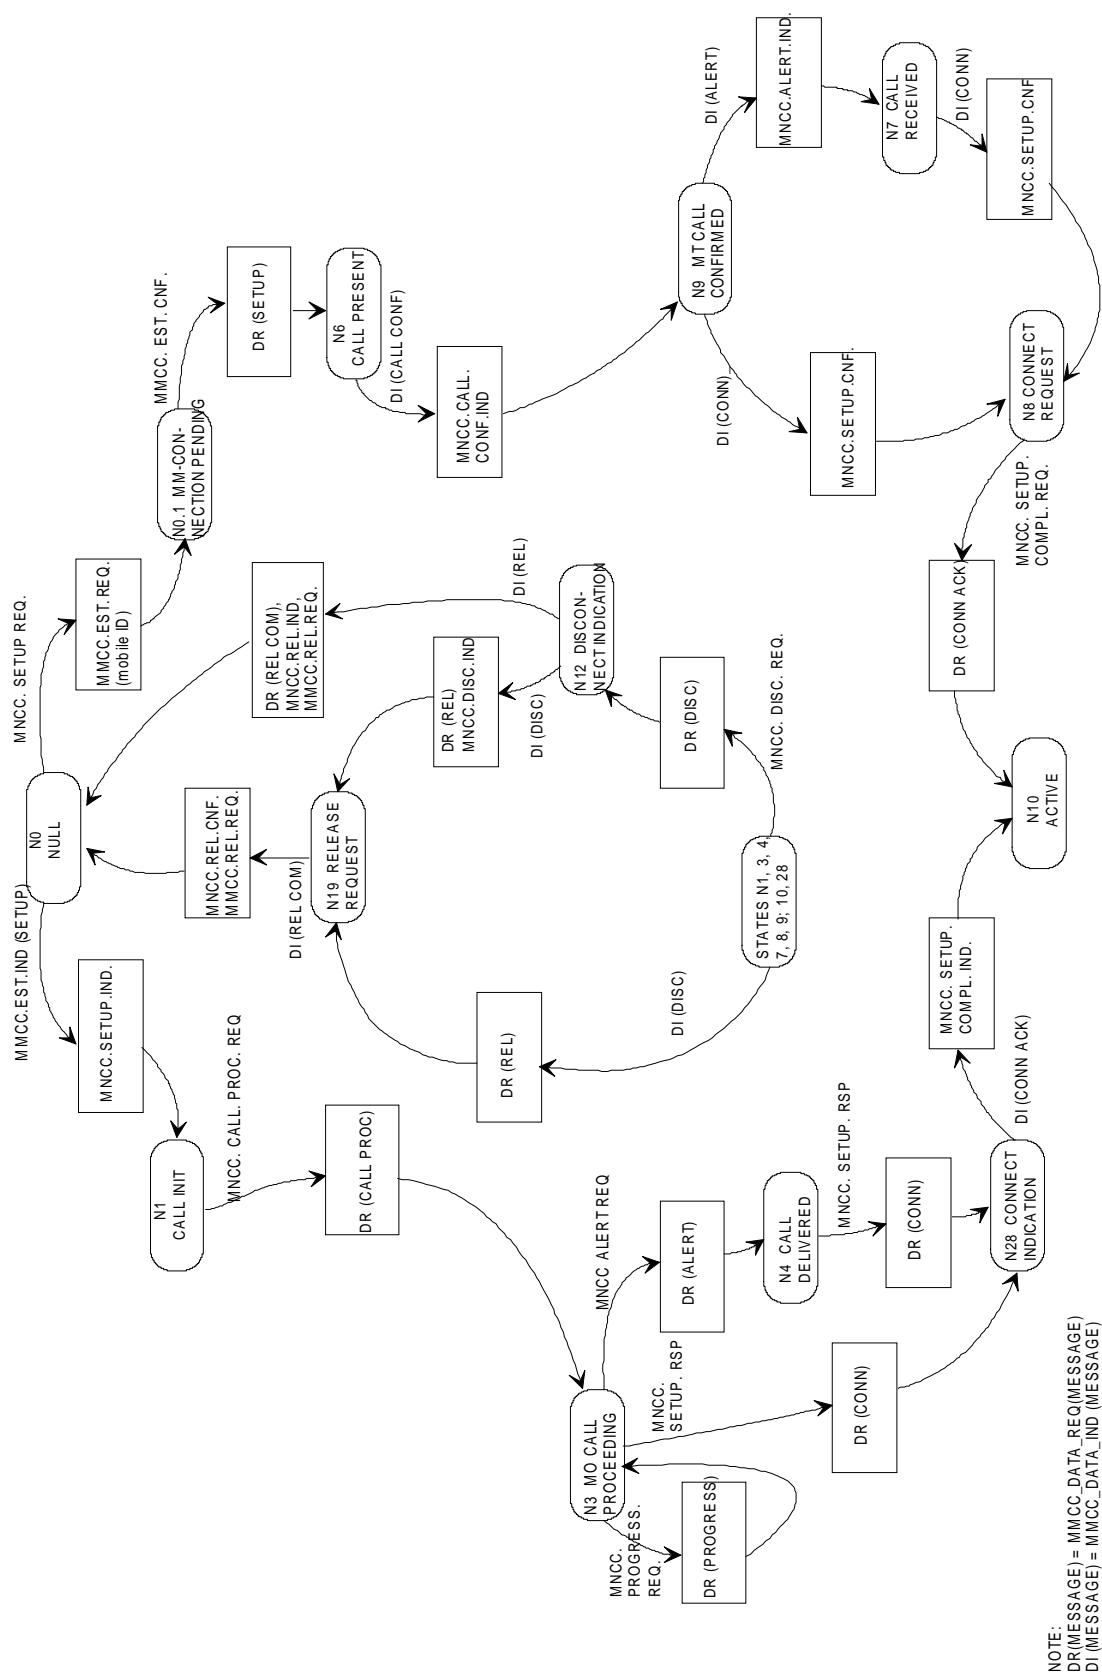 MMCC.EST.IND (SETUP)
N0
NULL
MNCC. SETUP REQ.
MNCC.SETUP.IND.
MMCC.EST.REQ.
(mobile ID)
N1
CALL INIT
N0.1 MM-CON-
NECTION PENDING
MMCC. EST. CNF.
MNCC. CALL. PROC. REQ
MNCC.REL.CNF.
MMCC.REL.REQ.
DR (REL COM),
MNCC.REL.IND,
MMCC.REL.REQ.
DR (SETUP)
DR (CALL PROC)
DI (REL COM)
N19 RELEASE
REQUEST
N6
CALL PRESENT
DI (CALL CONF)
DR (REL)
MNCC.DISC.IND
MNCC.CALL.
CONF.IND
DR (REL)
DI (DISC)
DI (REL)
N12 DISCON-
NECT INDICATION
N3 MO CALL
PROCEEDING
MNCC ALERT REQ
DI (DISC)
DR (DISC)
N9 MT CALL
CONFIRMED
DI (ALERT)
MNCC.
PROGRESS.
REQ.
MNCC.
SETUP. RSP
DR (ALERT)
DR (PROGRESS)
STATES N1, 3, 4,
7, 8, 9; 10, 28
MNCC. DISC. REQ.
DI (CONN)
MNCC.ALERT.IND.
N4 CALL
DELIVERED
MNCC. SETUP. RSP
MNCC.SETUP.CNF.
N7 CALL
RECEIVED
DI (CONN)
DR (CONN)
DR (CONN)
MNCC. SETUP.
COMPL. IND.
DR (CONN ACK)
MNCC.SETUP.CNF
N28 CONNECT
INDICATION
DI (CONN ACK)
N10
ACTIVE
MNCC. SETUP.
COMPL. REQ.
N8 CONNECT
REQUEST
NOTE:
DR(MESSAGE) = MMCC_DATA_REQ(MESSAGE)
DI (MESSAGE) = MMCC_DATA_IND (MESSAGE)